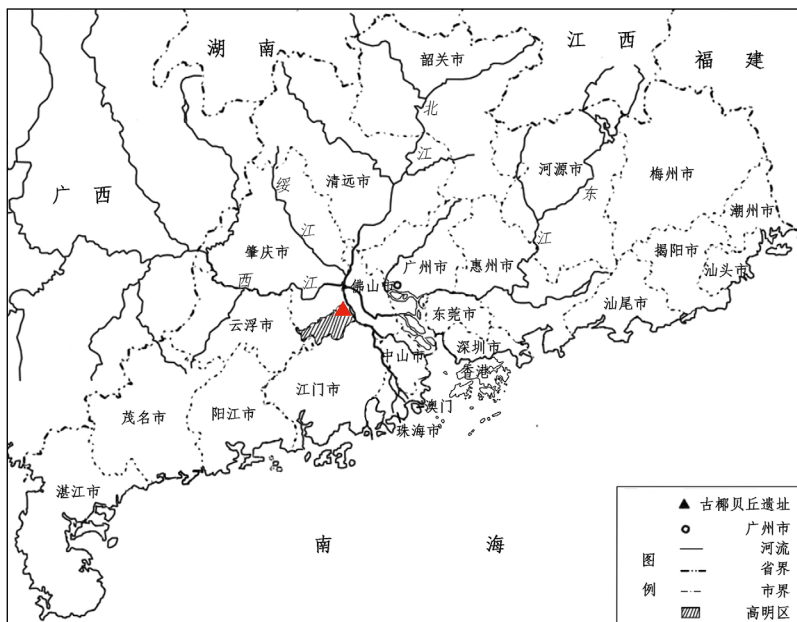 湖南
江西
福建
广西
韶关市
北江
清远市
绥江
河源市
东江
梅州市
潮州市
揭阳市
汕头市
肇庆市
西江
佛山市
广州市
惠州市
东莞市
汕尾市
云浮市
深圳市
中山市
香港
江门市
澳门
珠海市
茂名市
阳江市
湛江市
南海
图例
古椰贝丘遗址
广州市
河流
省界
市界
高明区